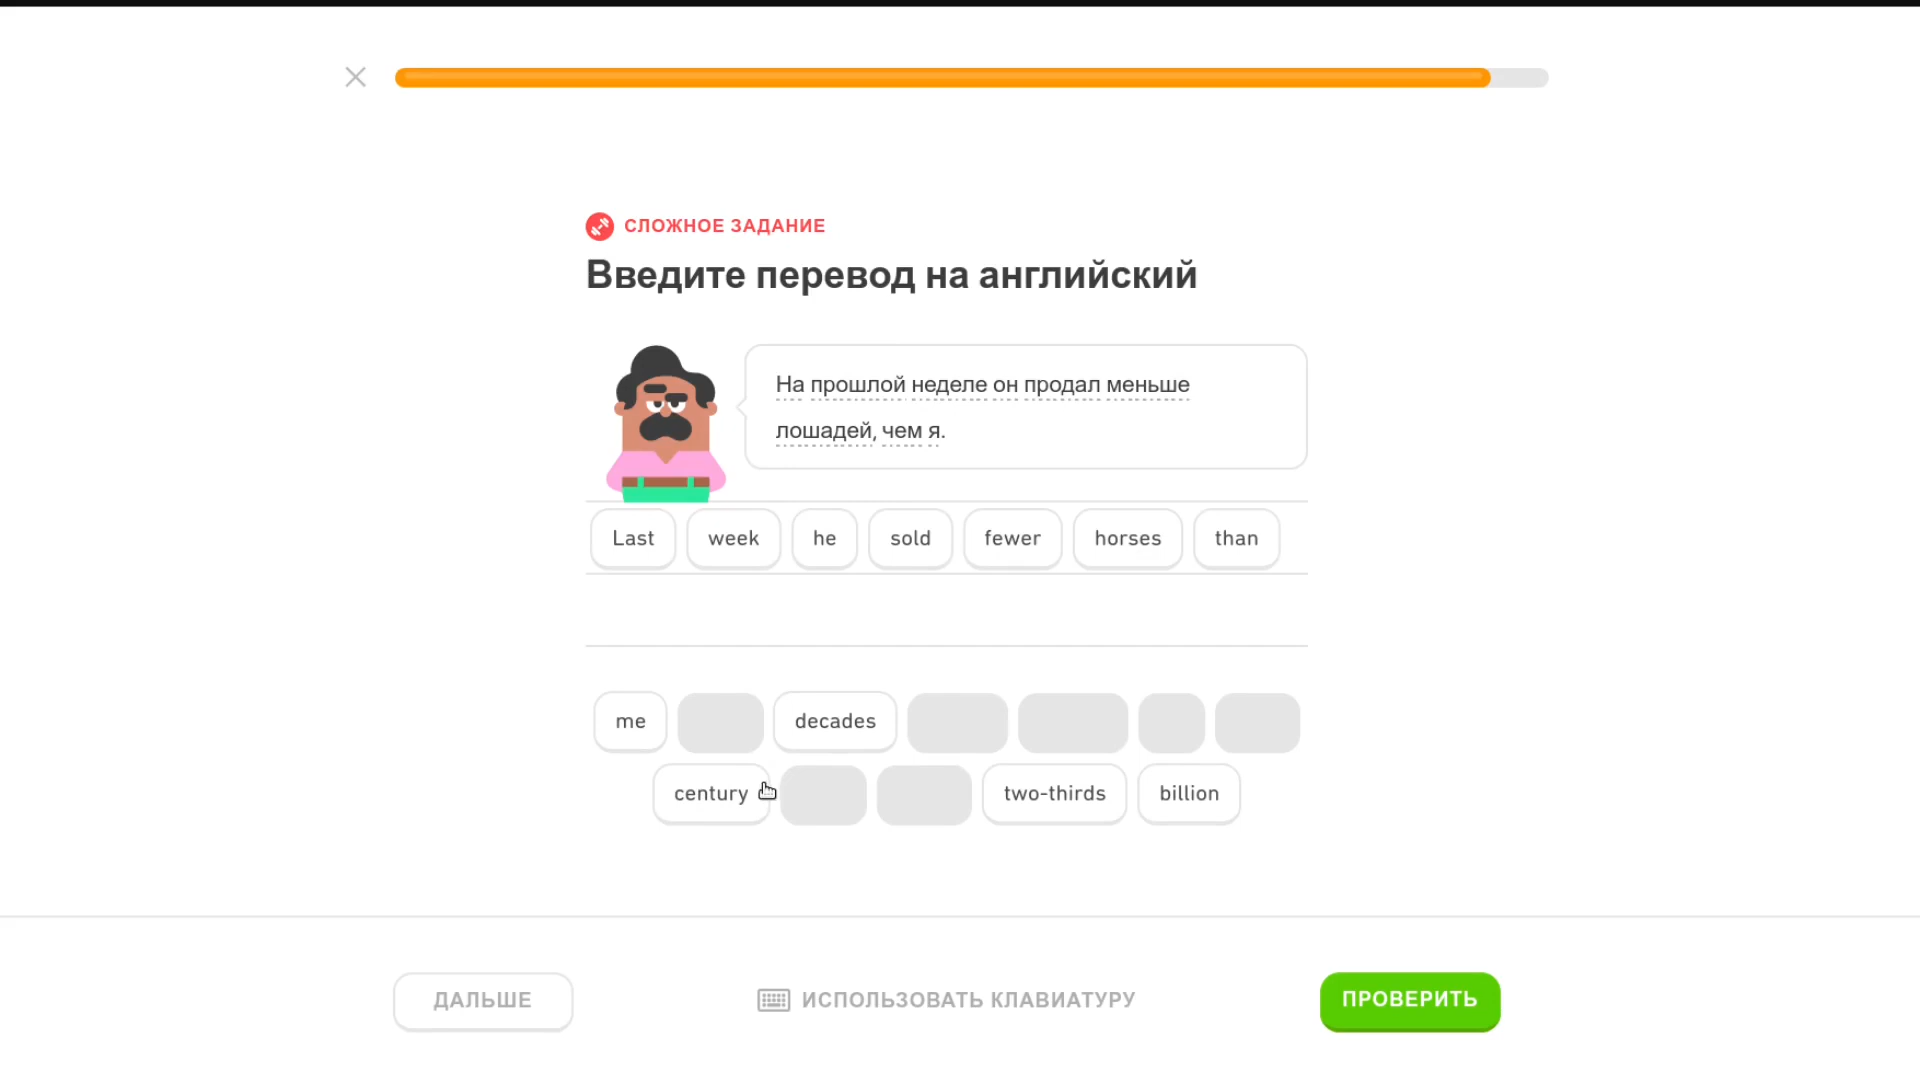 СЛОЖНОЕ ЗАДАНИЕ
Введите перевод на английский
На прошлой неделе он продал меньше
лошадей, чем я.
Last week he sold fewer horses than
me decades
century two-thirds billion
ДАЛЬШЕ ИСПОЛЬЗОВАТЬ КЛАВИАТУРУ ПРОВЕРИТЬ